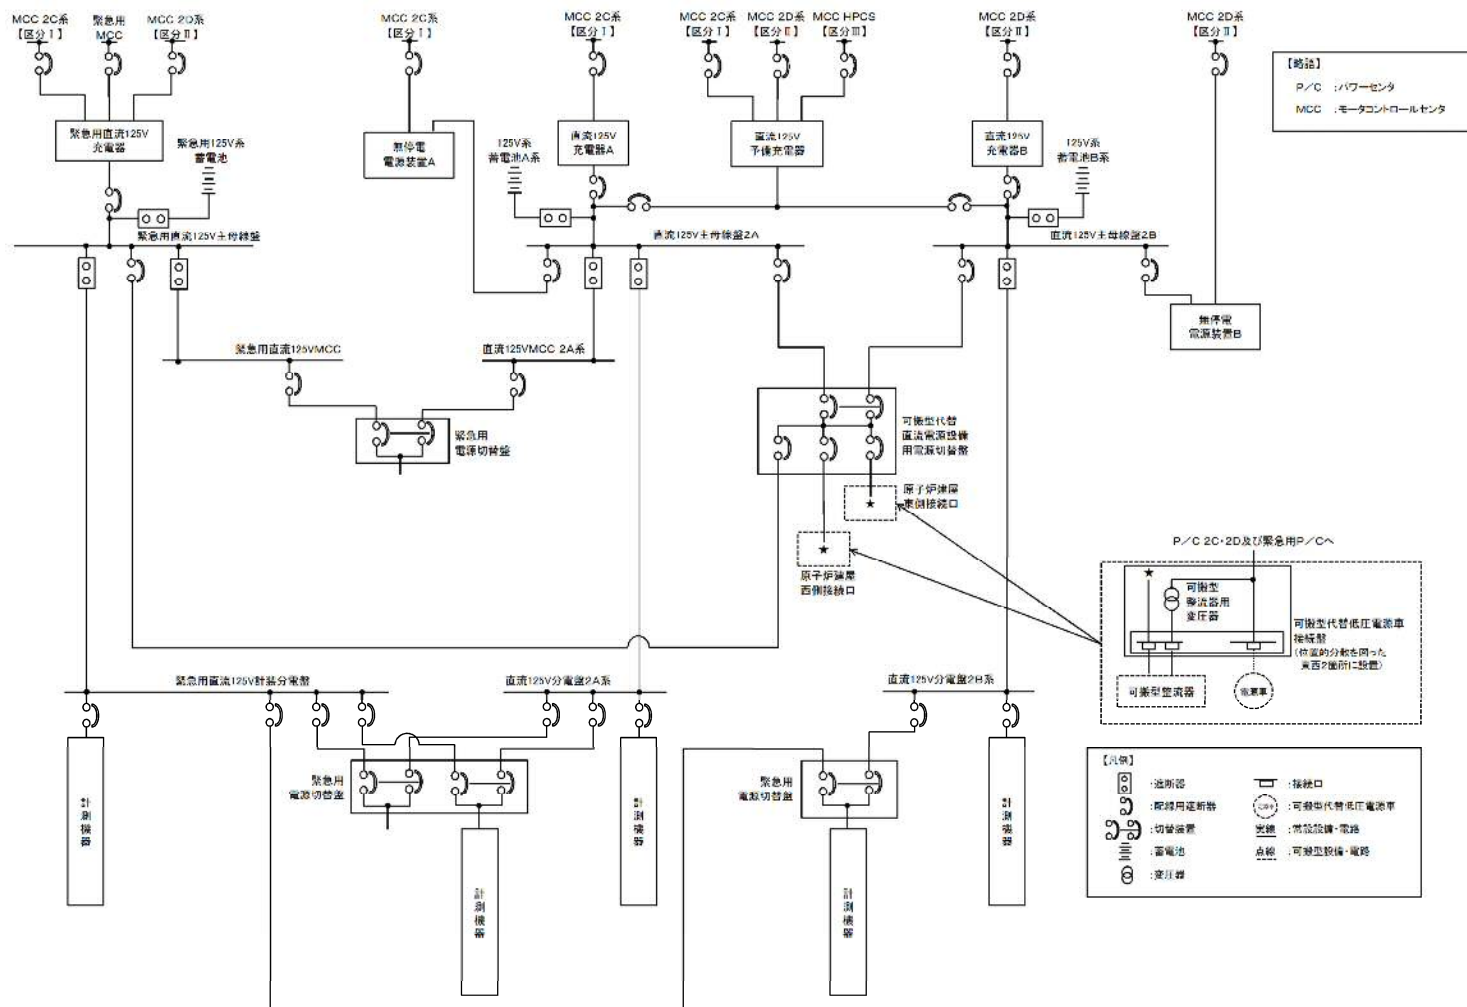 MCC 2C系
【区分Ⅰ】
緊急用
MCC
MCC 2D系
【区分Ⅱ】
MCC 2C系
【区分Ⅰ】
MCC 2C系
【区分Ⅰ】
MCC 2C系
【区分Ⅰ】
MCC 2D系
【区分Ⅱ】
MCC HPCS
【区分Ⅲ】
MCC 2D系
【区分Ⅱ】
MCC 2D系
【区分Ⅱ】
【略語】
P/C :パワーセンタ
MCC :モータコントロールセンタ
緊急用直流125V
充電器
緊急用125V系
蓄電池
無停電
電源装置A
125V系
蓄電池A系
直流125V
充電器A
直流125V
予備充電器
直流125V
充電器B
125V系
蓄電池B系
緊急用直流125V主母線盤
直流125V主母線盤2A
直流125V主母線盤2B
無停電
電源装置B
緊急用直流125VMCC
直流125VMCC 2A系
緊急用
電源切替盤
可搬型代替
直流電源設備
用電源切替盤
原子炉建屋
東側接続口
原子炉建屋
西側接続口
P/C 2C・2D及び緊急用P/Cへ
可搬型
整流器用
変圧器
可搬型代替低圧電源車
接続盤
(位置的分散を図った
東西2箇所に設置)
可搬型整流器
電源車
緊急用直流125V計装分電盤
直流125V分電盤2A系
直流125V分電盤2B系
緊急用
電源切替盤
緊急用
電源切替盤
計測機器
計測機器
計測機器
計測機器
計測機器
【凡例】
:遮断器
:配線用遮断器
:切替装置
:蓄電池
:変圧器
:接続口
:可搬型代替低圧電源車
実線 :常設設備・電路
点線 :可搬型設備・電路